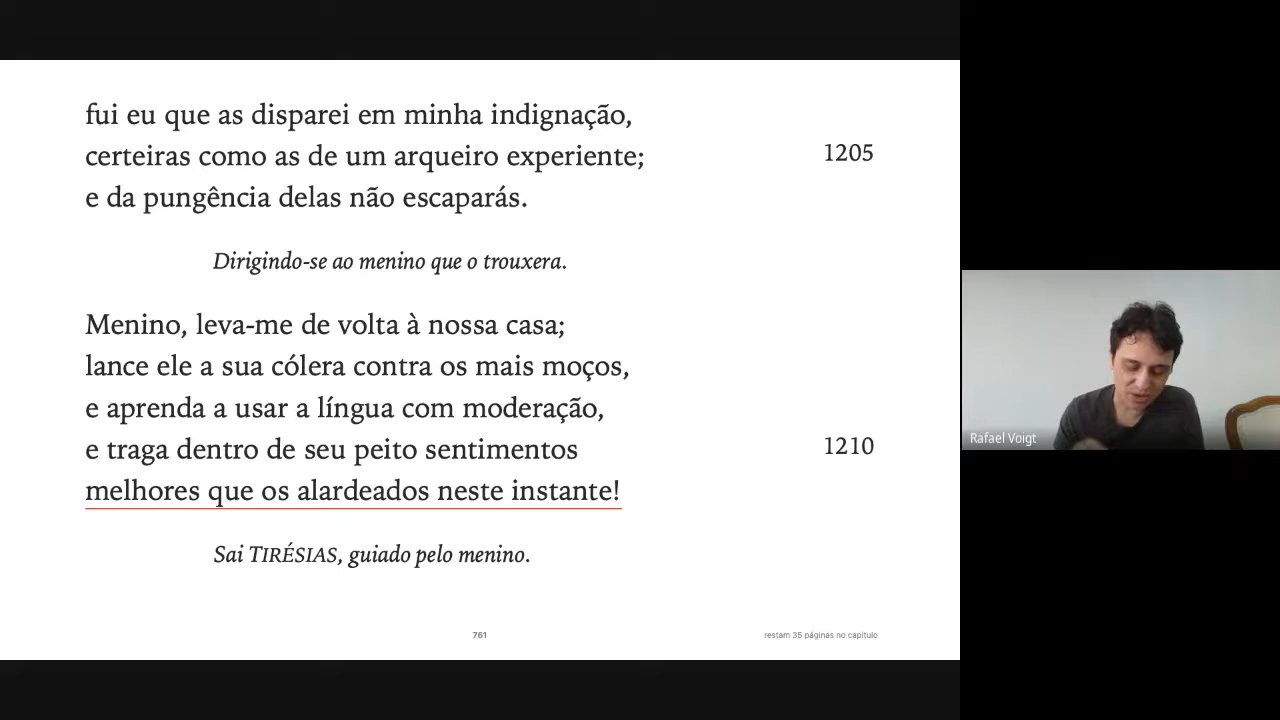 fui eu que as disparei em minha indignação,
certeiras como as de um arqueiro experiente;
1205
e da pungência delas não escaparás.
Dirigindo-se ao menino que o trouxera.
Menino, leva-me de volta à nossa casa;
lance ele a sua cólera contra os mais moços,
e aprenda a usar a língua com moderação,
e traga dentro de seu peito sentimentos
1210
melhores que os alardeados neste instante!
Sai TIRÉSIAS, guiado pelo menino.
761
restam 35 páginas no capítulo
Rafael Voigt